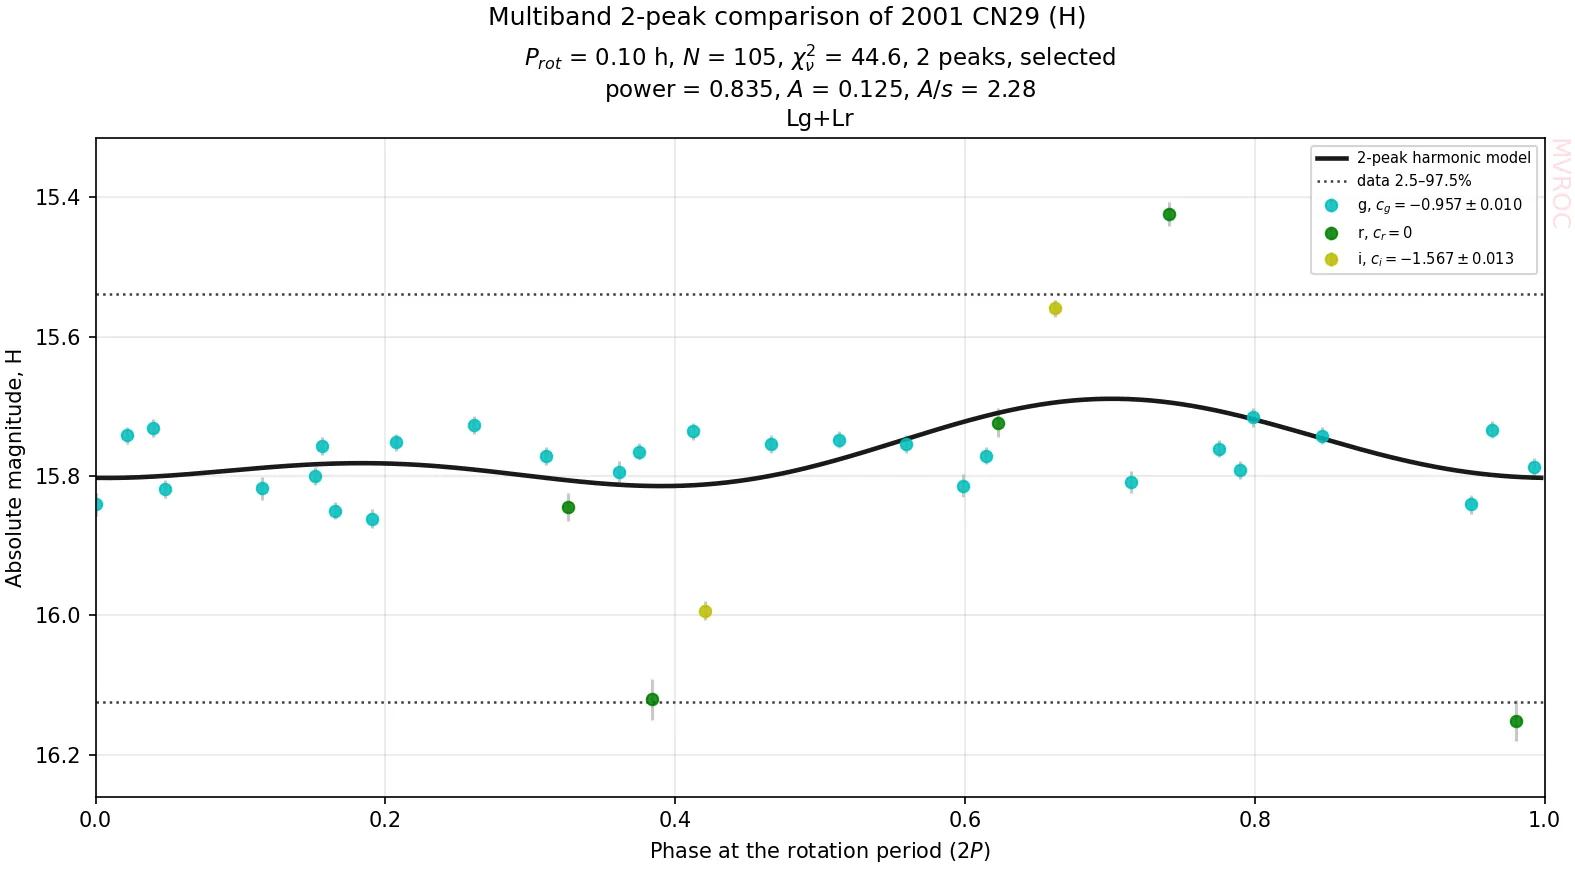 Multiband 2-peak comparison of 2001 CN29 (H)
P_rot = 0.10 h, N = 105, χ²_ν = 44.6, 2 peaks, selected
power = 0.835, A = 0.125, A/s = 2.28
Lg+Lr
2-peak harmonic model
data 2.5–97.5%
g, c_g = −0.957 ± 0.010
r, c_r = 0
i, c_i = −1.567 ± 0.013
MVROC
Absolute magnitude, H
15.4
15.6
15.8
16.0
16.2
0.0 0.2 0.4 0.6 0.8 1.0
Phase at the rotation period (2P)